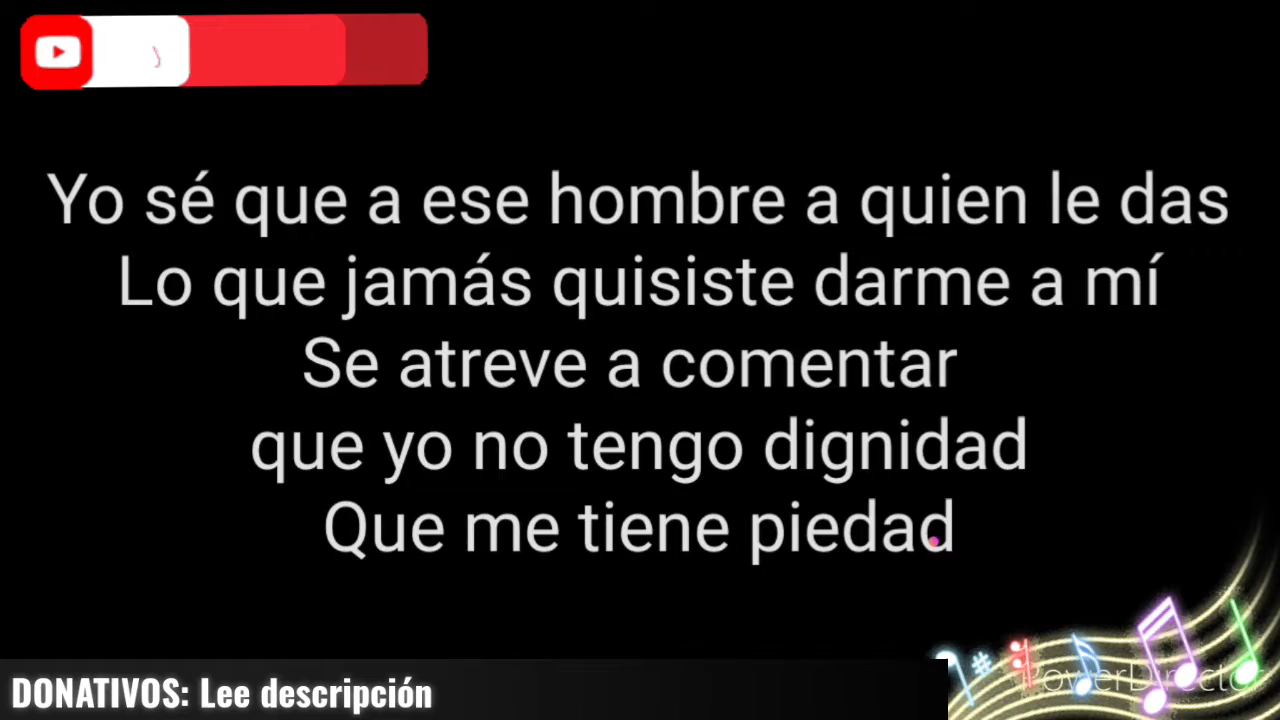 Yo sé que a ese hombre a quien le das
Lo que jamás quisiste darme a mí
Se atreve a comentar
que yo no tengo dignidad
Que me tiene piedad
DONATIVOS: Lee descripción
PowerDirector